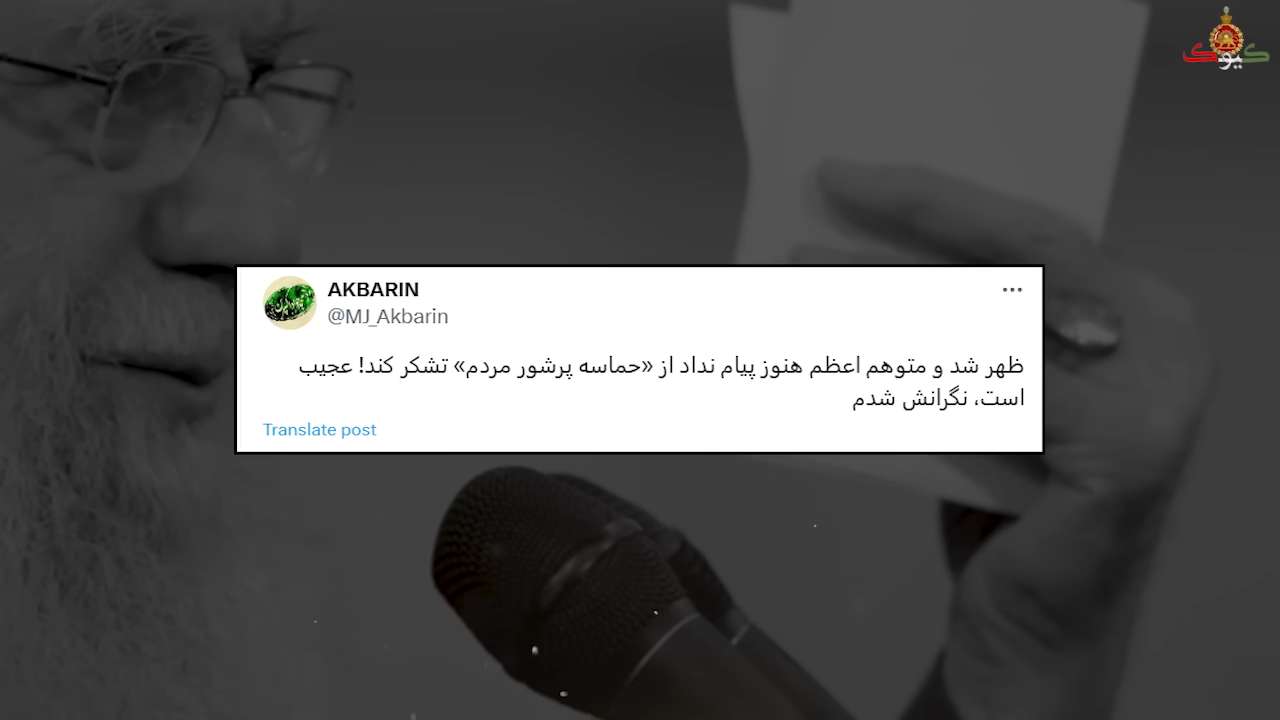 کیوک
AKBARIN
@MJ_Akbarin
ظهر شد و متوهم اعظم هنوز پیام نداد از «حماسه پرشور مردم» تشکر کند! عجیب
است، نگرانش شدم
Translate post